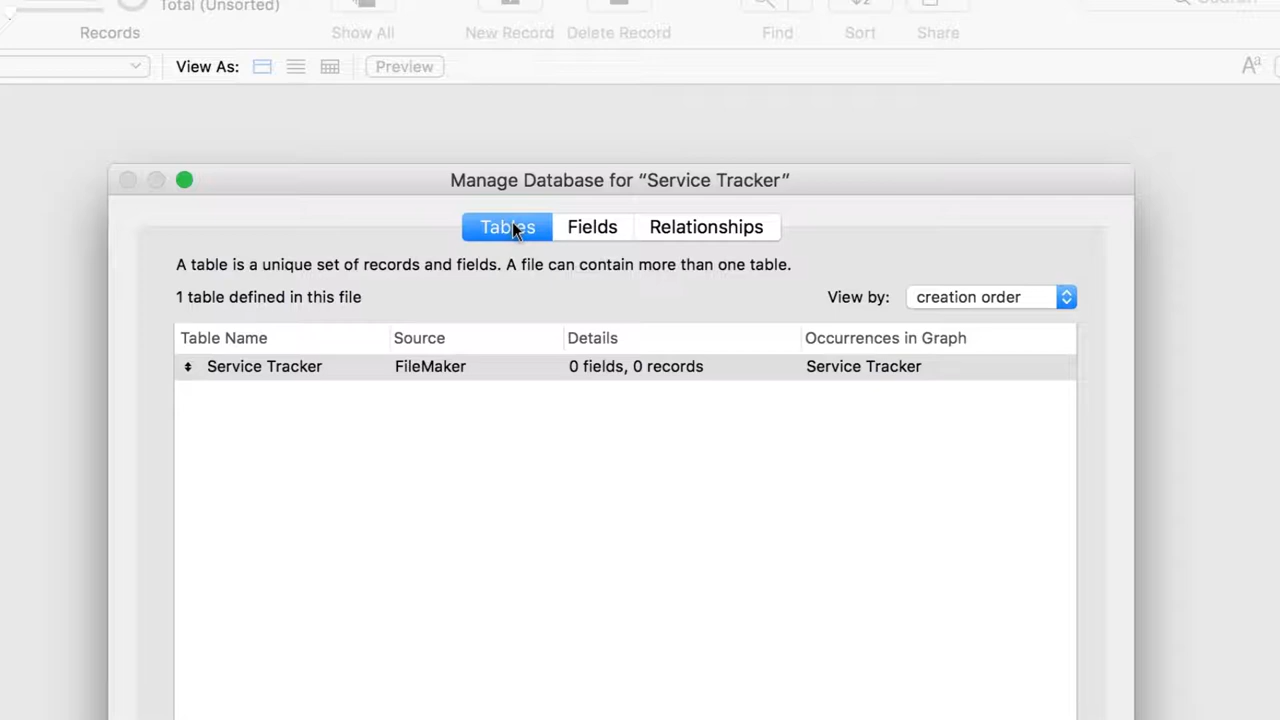 Total (Unsorted)
Records
Show All
New Record
Delete Record
Find
Sort
Share
View As:
Preview
Aa
Manage Database for “Service Tracker”
Tables
Fields
Relationships
A table is a unique set of records and fields. A file can contain more than one table.
1 table defined in this file
View by:
creation order
Table Name
Source
Details
Occurrences in Graph
Service Tracker
FileMaker
0 fields, 0 records
Service Tracker